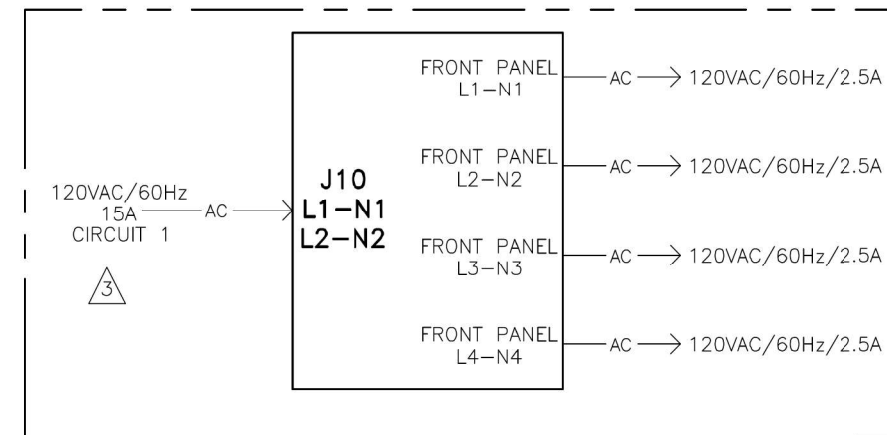 120VAC/60Hz
15A
AC
CIRCUIT 1
3
J10
L1-N1
L2-N2
FRONT PANEL
L1-N1
AC
120VAC/60Hz/2.5A
FRONT PANEL
L2-N2
AC
120VAC/60Hz/2.5A
FRONT PANEL
L3-N3
AC
120VAC/60Hz/2.5A
FRONT PANEL
L4-N4
AC
120VAC/60Hz/2.5A